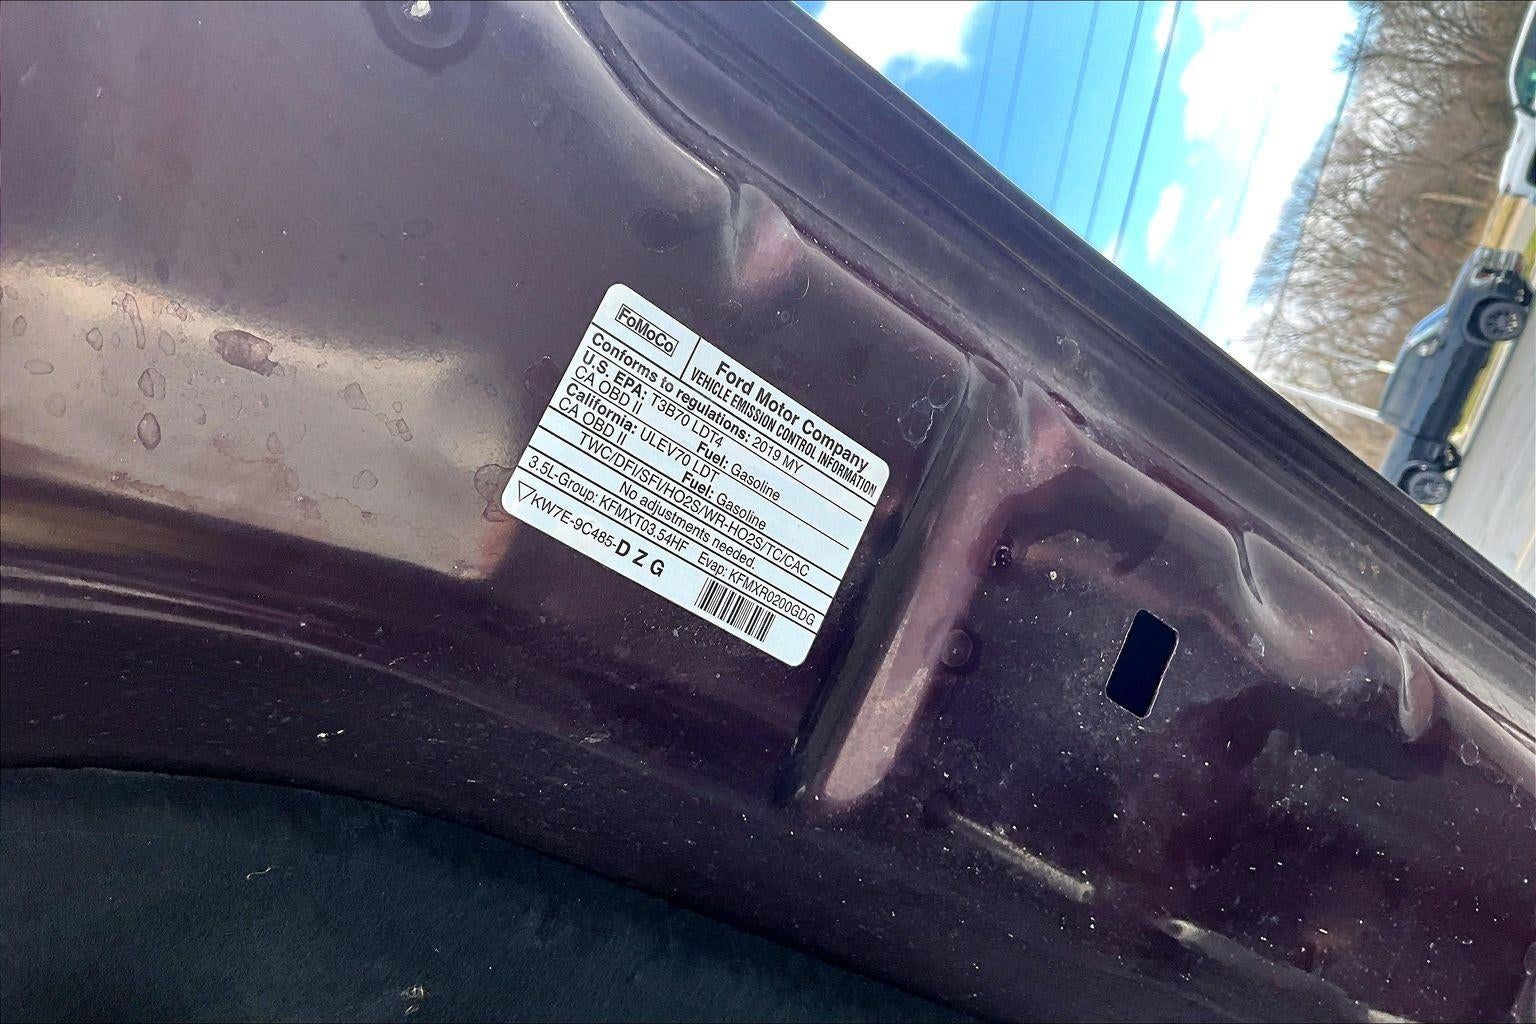 FoMoCo
Ford Motor Company
VEHICLE EMISSION CONTROL INFORMATION
Conforms to regulations: 2019 MY
U.S. EPA: T3B70 LDT4 Fuel: Gasoline
CA OBD II
California: ULEV70 LDT Fuel: Gasoline
CA OBD II
TWC/DFI/SFI/HO2S/WR-HO2S/TC/CAC
No adjustments needed.
3.5L-Group: KFMXT03.54HF Evap: KFMXR0200GDG
▽KW7E-9C485-D Z G